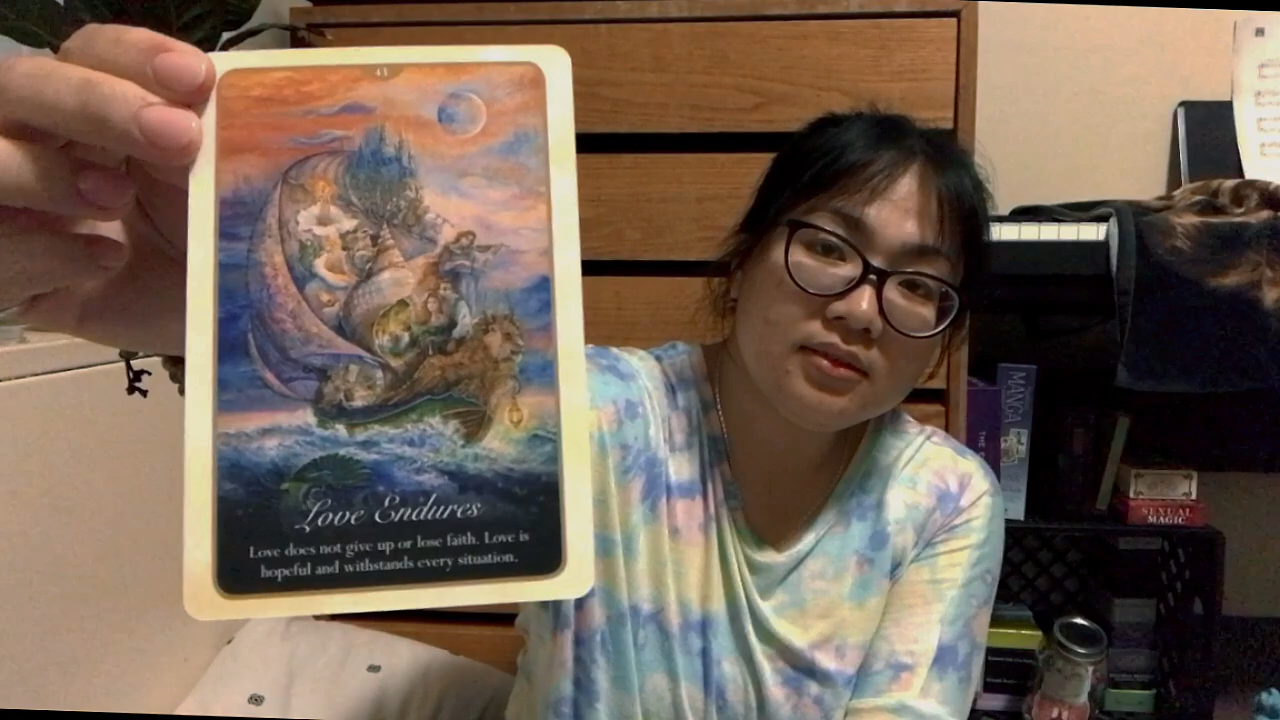 41
Love Endures
Love does not give up or lose faith. Love is
hopeful and withstands every situation.
MANGA
THE
SEXUAL
MAGIC